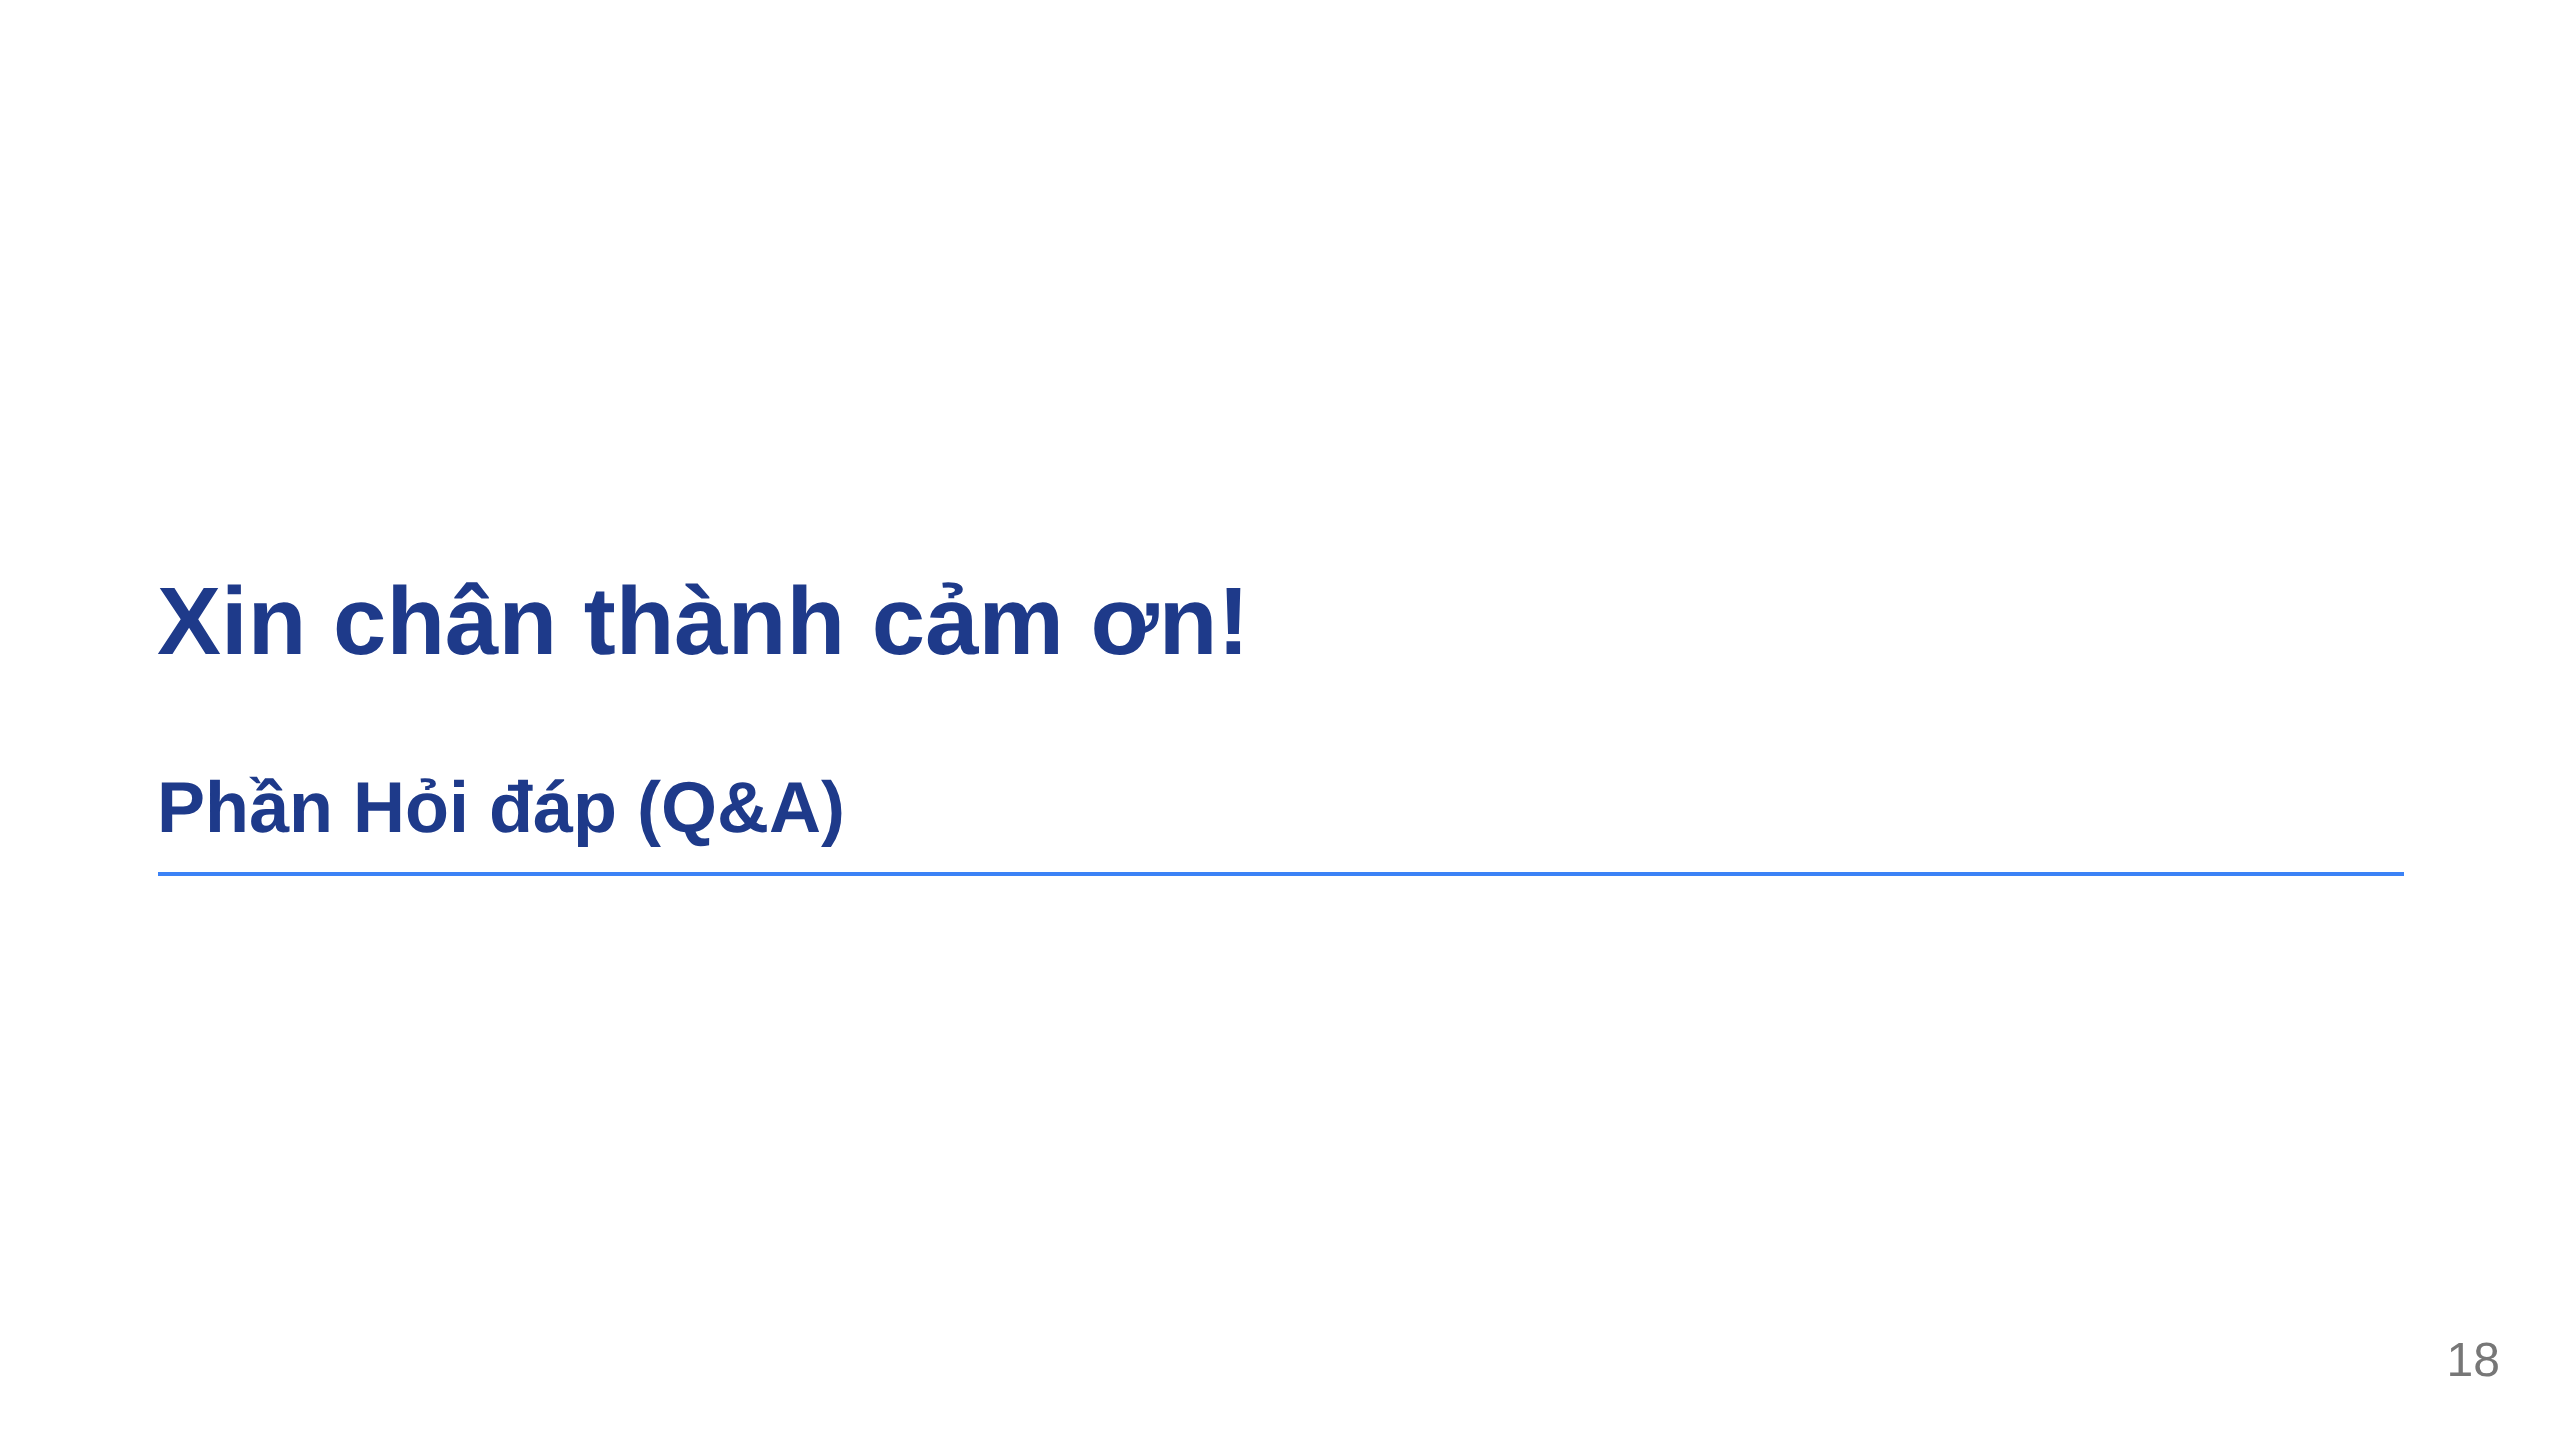 Xin chân thành cảm ơn!
Phần Hỏi đáp (Q&A)
18